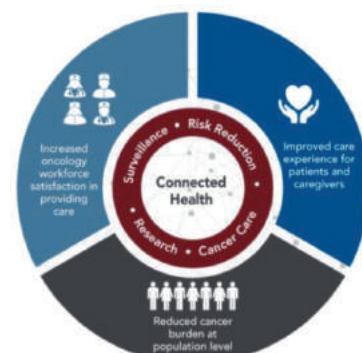 Increased
oncology
workforce
satisfaction in
providing
care
Improved care
experience for
patients and
caregivers
Surveillance • Risk Reduction •
Research • Cancer Care
Connected
Health
Reduced cancer
burden at
population level